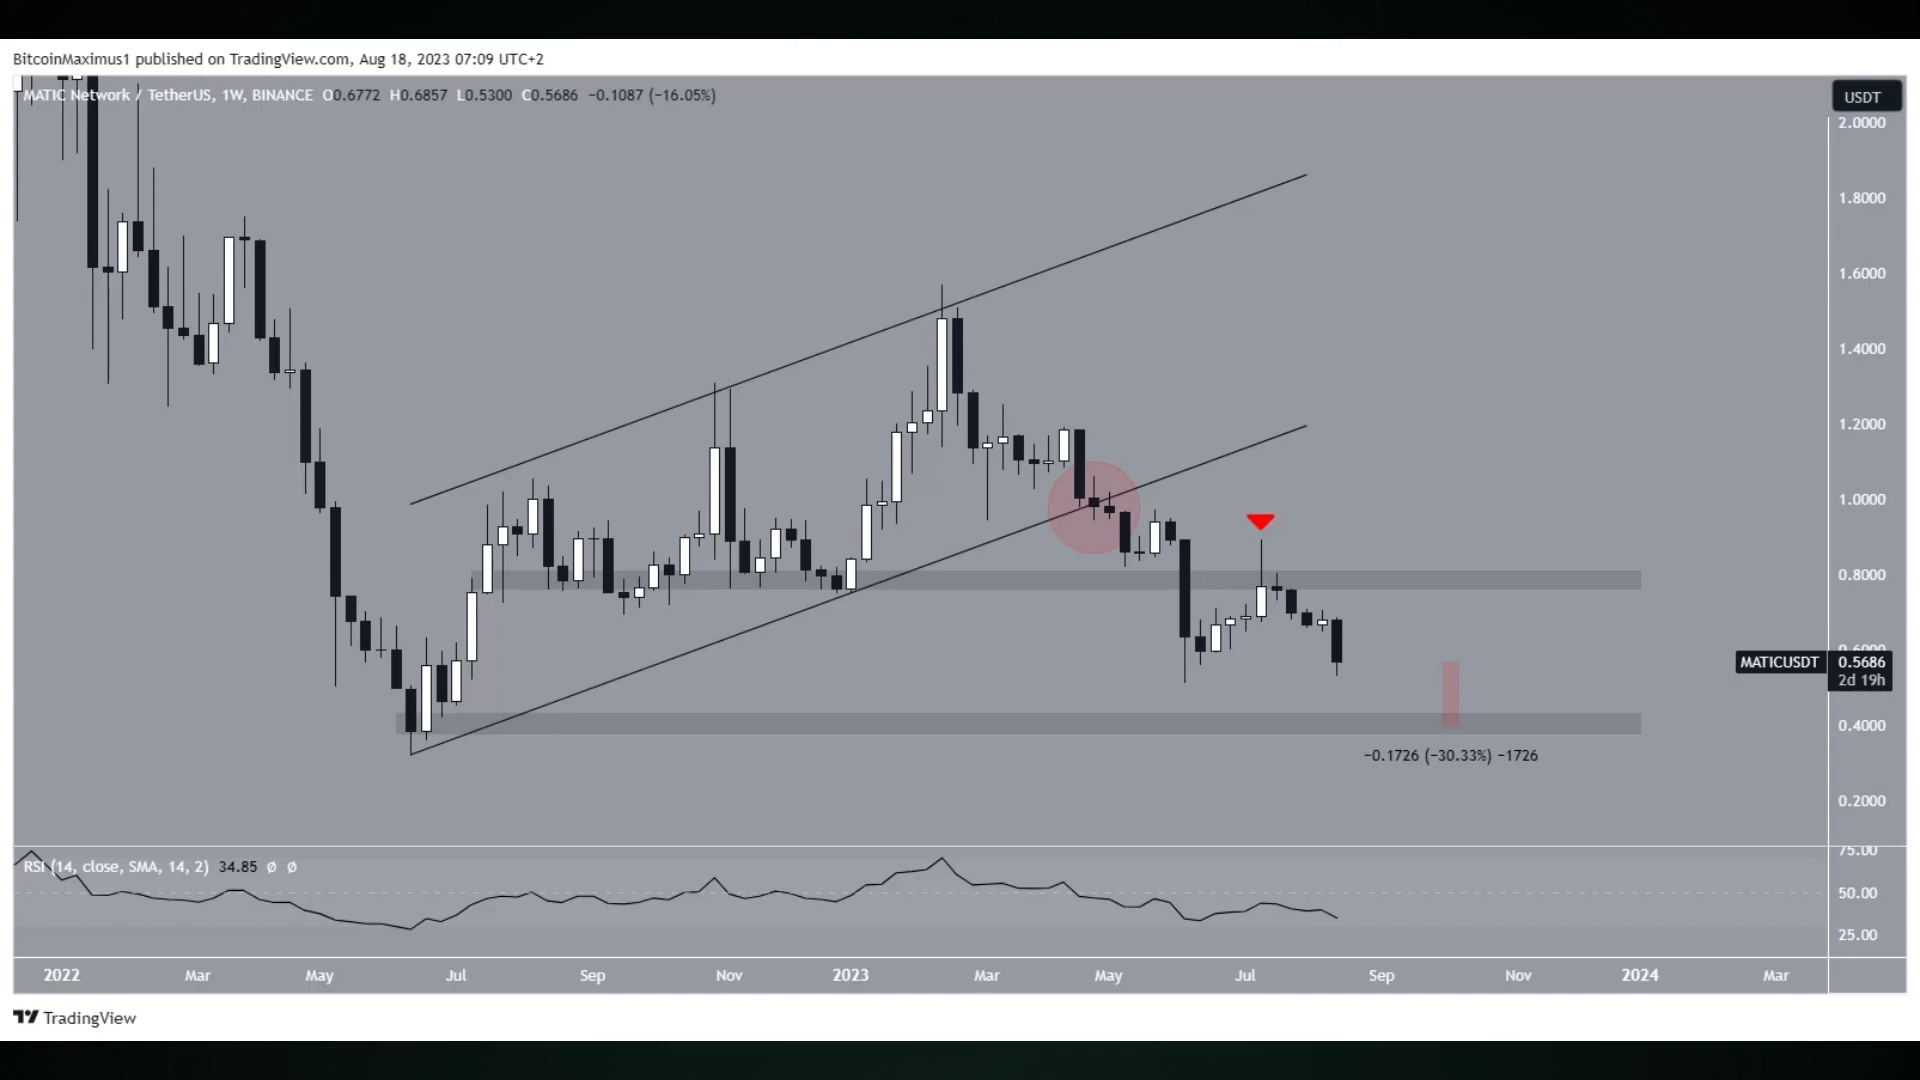 BitcoinMaximus1 published on TradingView.com, Aug 18, 2023 07:09 UTC+2
MATIC Network / TetherUS, 1W, BINANCE O0.6772 H0.6857 L0.5300 C0.5686 −0.1087 (−16.05%)
USDT
2.0000
1.8000
1.6000
1.4000
1.2000
1.0000
0.8000
0.6000
MATICUSDT 0.5686
2d 19h
0.4000
−0.1726 (−30.33%) −1726
0.2000
RSI (14, close, SMA, 14, 2) 34.85 ø ø
75.00
50.00
25.00
2022 Mar May Jul Sep Nov 2023 Mar May Jul Sep Nov 2024 Mar
TradingView